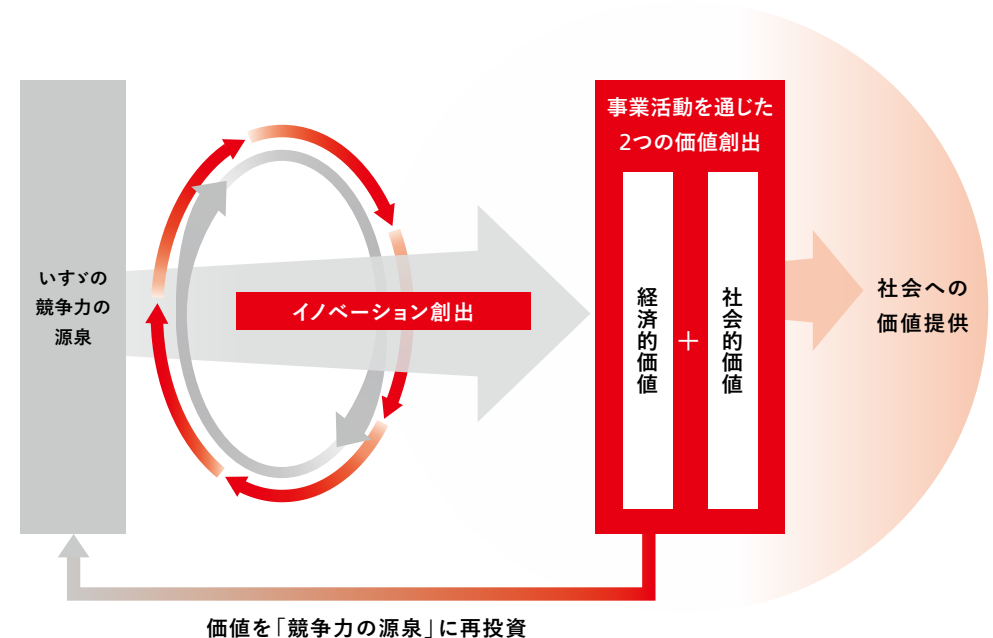 いすゞの
競争力の
源泉
イノベーション創出
事業活動を通じた
2つの価値創出
経済的価値
+
社会的価値
社会への
価値提供
価値を「競争力の源泉」に再投資